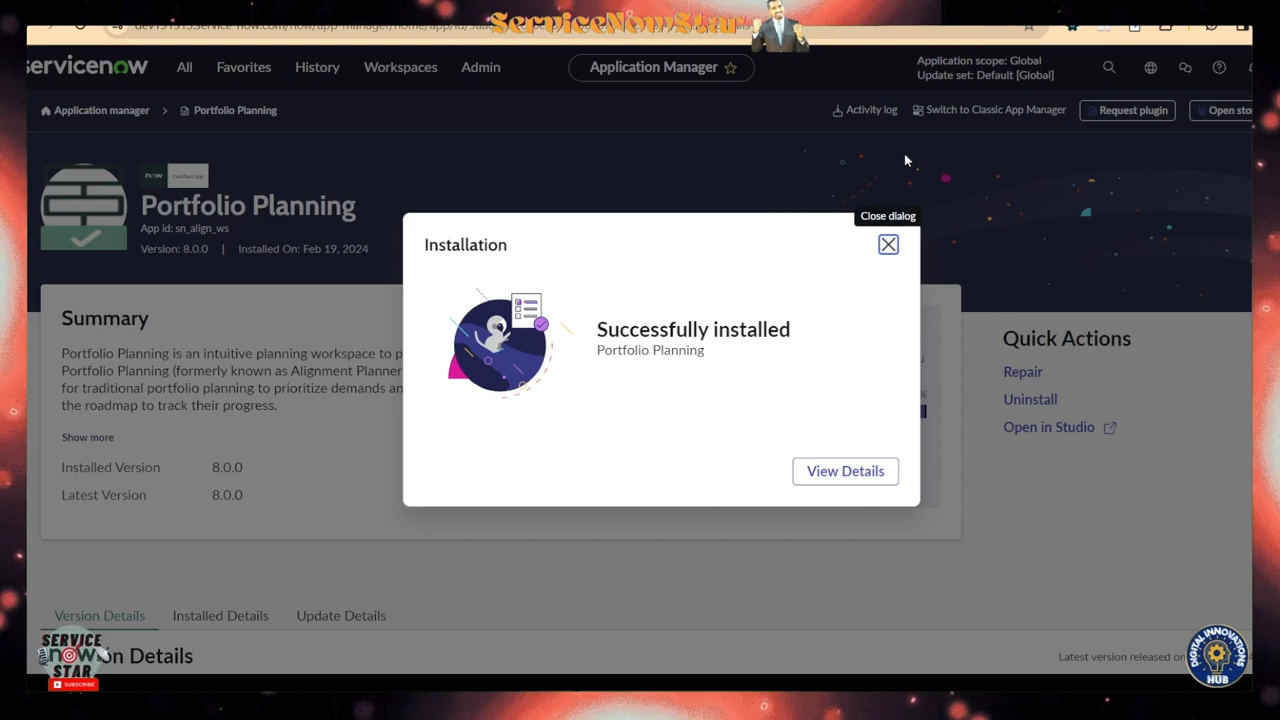 ServiceNowStar
servicenow
All
Favorites
History
Workspaces
Admin
Application Manager
Application scope: Global
Update set: Default [Global]
Application manager > Portfolio Planning
Activity log
Switch to Classic App Manager
Request plugin
Open sto
now Certified App
Portfolio Planning
App id: sn_align_ws
Version: 8.0.0 | Installed On: Feb 19, 2024
Close dialog
Installation
Successfully installed
Portfolio Planning
View Details
Summary
Portfolio Planning is an intuitive planning workspace to p
Portfolio Planning (formerly known as Alignment Planner
for traditional portfolio planning to prioritize demands an
the roadmap to track their progress.
Show more
Installed Version 8.0.0
Latest Version 8.0.0
Quick Actions
Repair
Uninstall
Open in Studio
Version Details
Installed Details
Update Details
on Details
Latest version released on
SERVICE
now
STAR
SUBSCRIBE
DIGITAL INNOVATIONS
HUB